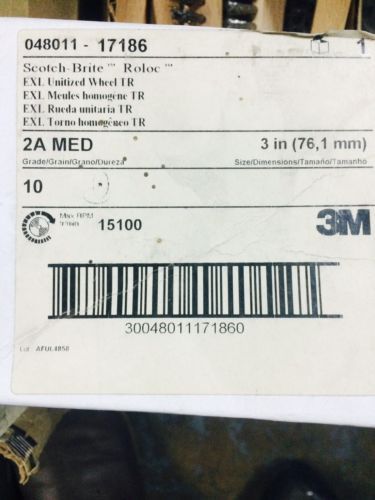 048011 - 17186 1
Scotch-Brite™ Roloc™
EXL Unitized Wheel TR
EXL Meules homogène TR
EXL Rueda unitaria TR
EXL Torno homogêneo TR
2A MED 3 in (76,1 mm)
Grade/Grain/Grano/Dureza Size/Dimensions/Tamaño/Tamanho
10
Max RPM 15100 3M
30048011171860
Lot